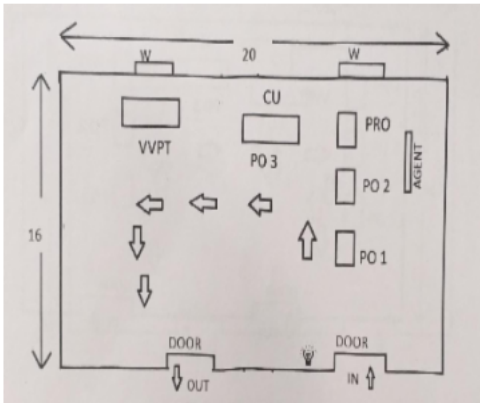 W
20
W
CU
PRO
VVPT
PO 3
AGENT
PO 2
16
PO 1
DOOR
DOOR
OUT
IN